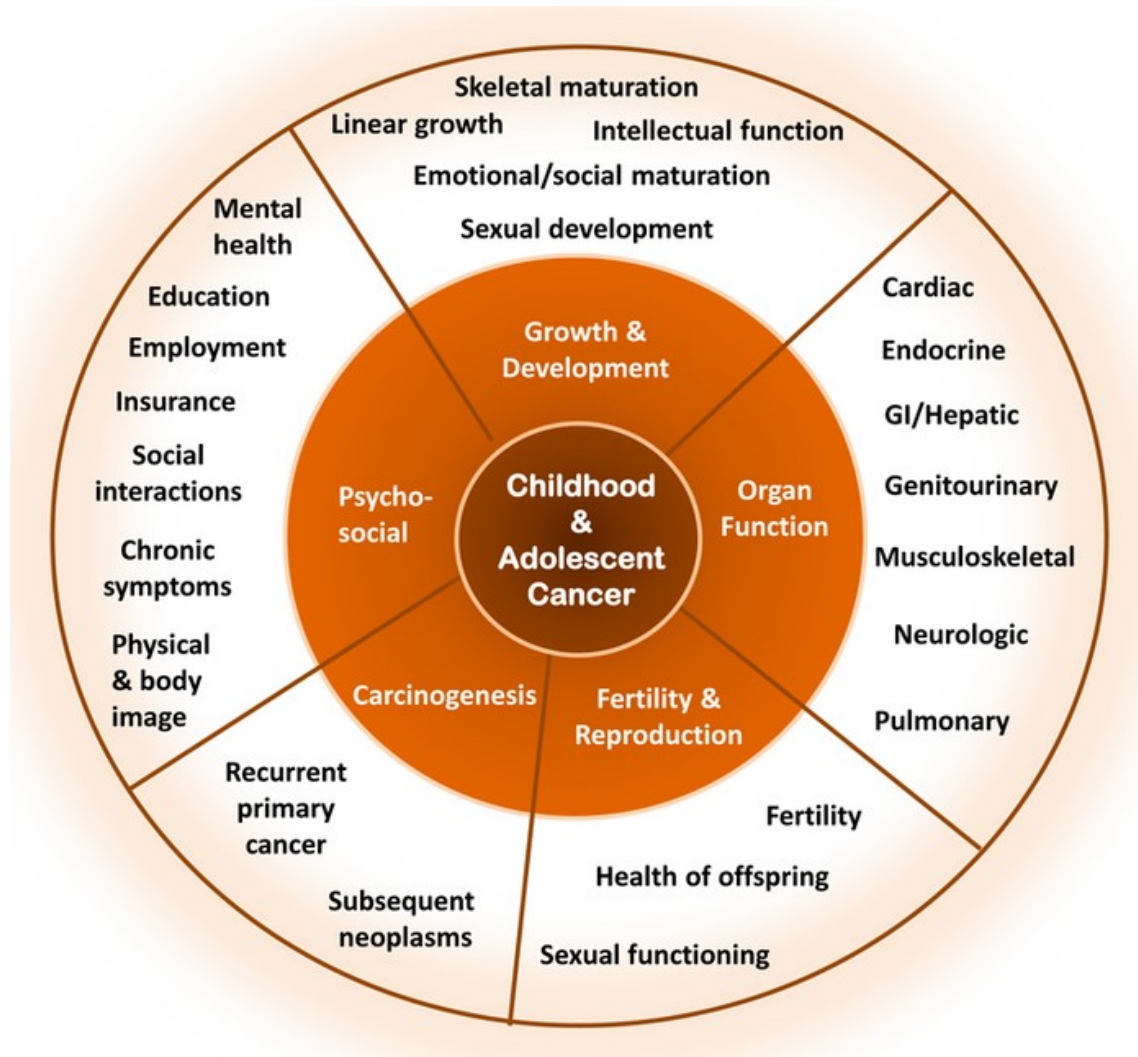 Skeletal maturation
Linear growth
Intellectual function
Emotional/social maturation
Sexual development
Growth &
Development
Cardiac
Endocrine
GI/Hepatic
Genitourinary
Musculoskeletal
Neurologic
Pulmonary
Organ
Function
Fertility &
Reproduction
Fertility
Health of offspring
Sexual functioning
Carcinogenesis
Recurrent
primary
cancer
Subsequent
neoplasms
Psycho-
social
Mental
health
Education
Employment
Insurance
Social
interactions
Chronic
symptoms
Physical
& body
image
Childhood
&
Adolescent
Cancer